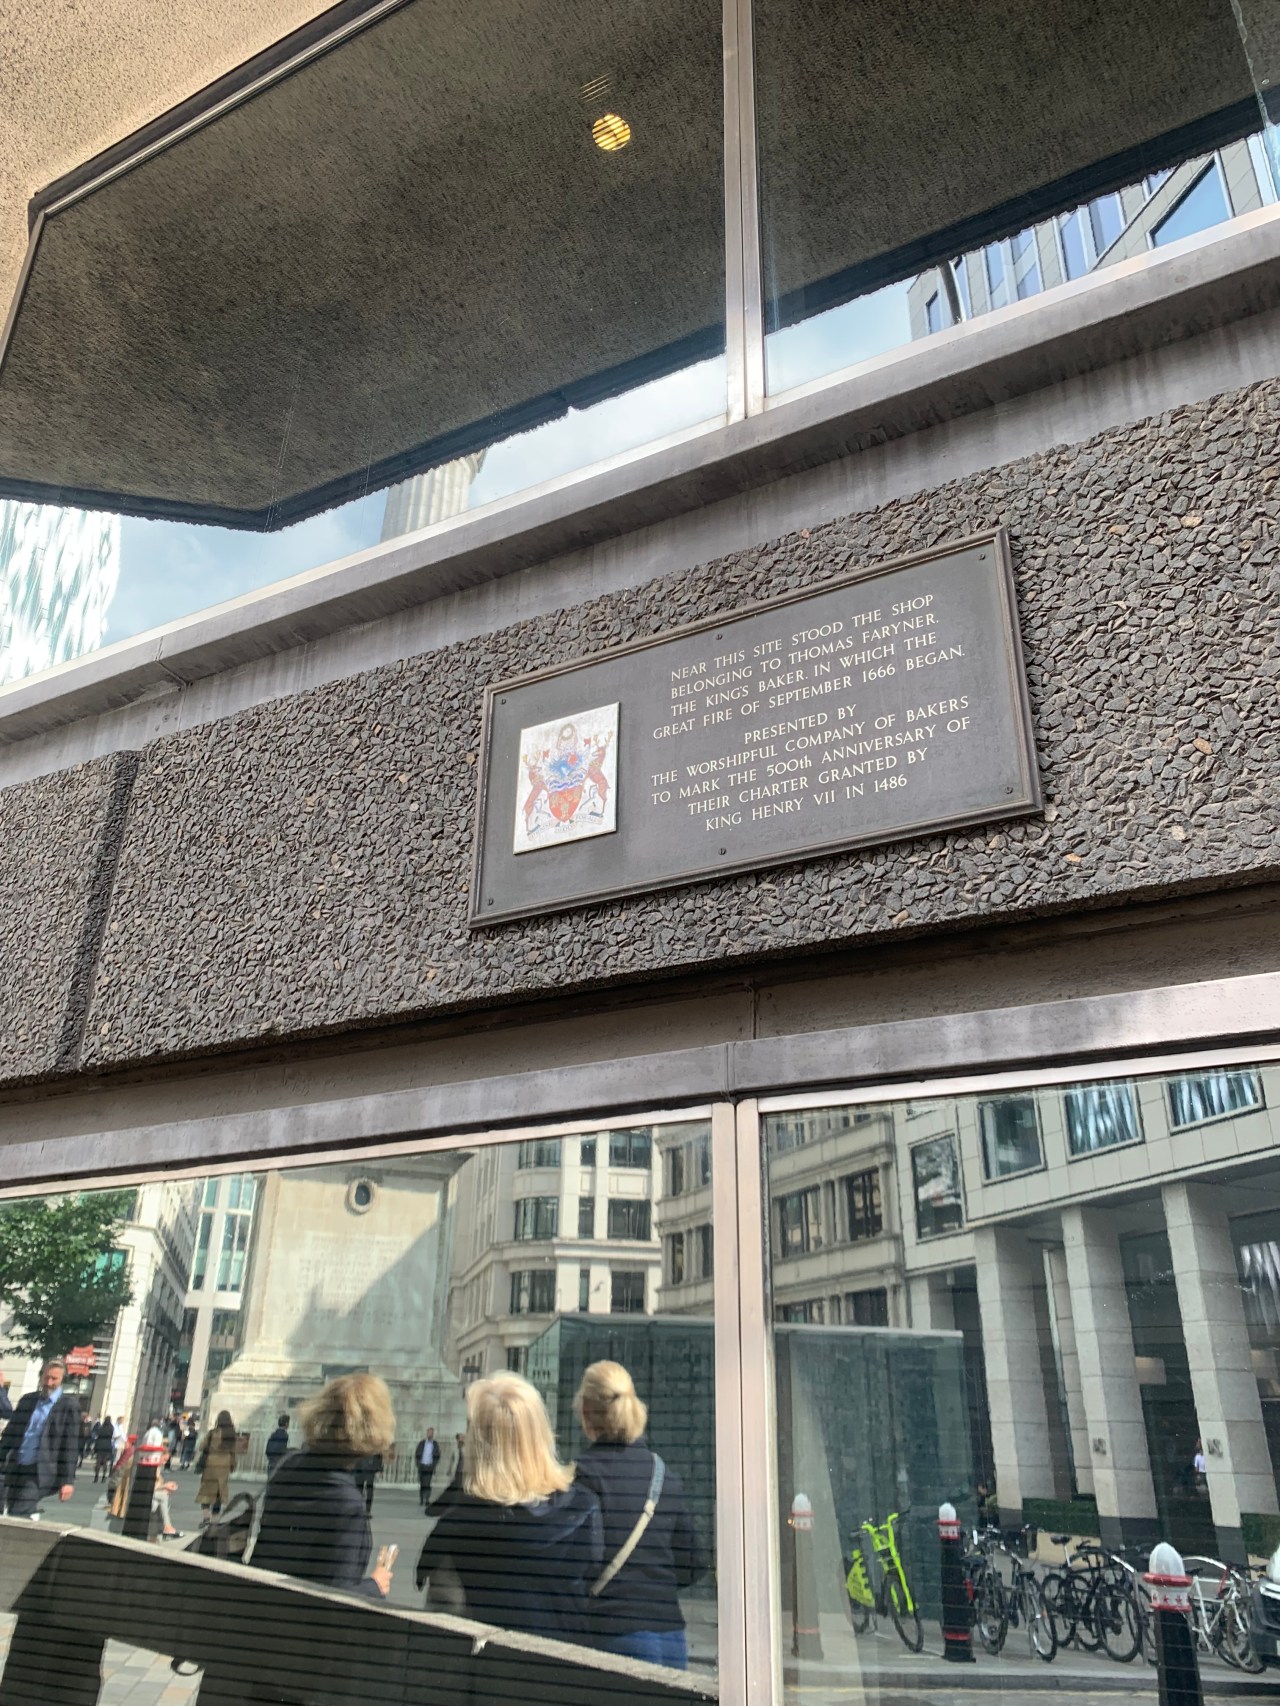 NEAR THIS SITE STOOD THE SHOP
BELONGING TO THOMAS FARYNER.
THE KING'S BAKER. IN WHICH THE
GREAT FIRE OF SEPTEMBER 1666 BEGAN.
PRESENTED BY
THE WORSHIPFUL COMPANY OF BAKERS
TO MARK THE 500th ANNIVERSARY OF
THEIR CHARTER GRANTED BY
KING HENRY VII IN 1486